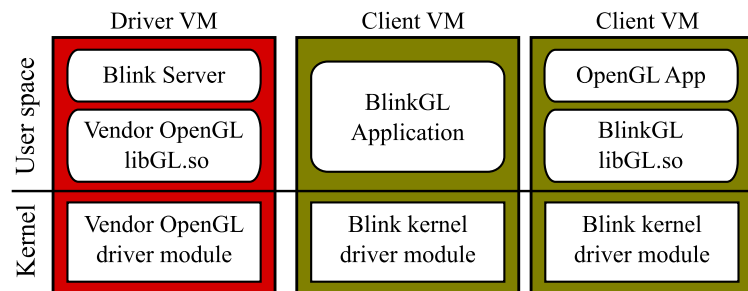 Driver VM
Client VM
Client VM
User space
Blink Server
Vendor OpenGL
libGL.so
BlinkGL
Application
OpenGL App
BlinkGL
libGL.so
Kernel
Vendor OpenGL
driver module
Blink kernel
driver module
Blink kernel
driver module